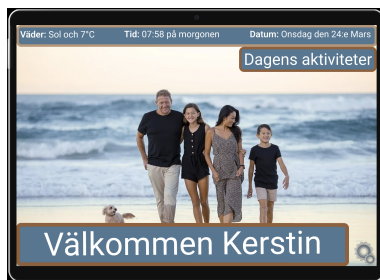 Väder: Sol och 7°C Tid: 07:58 på morgonen Datum: Onsdag den 24:e Mars
Dagens aktiviteter
Välkommen Kerstin